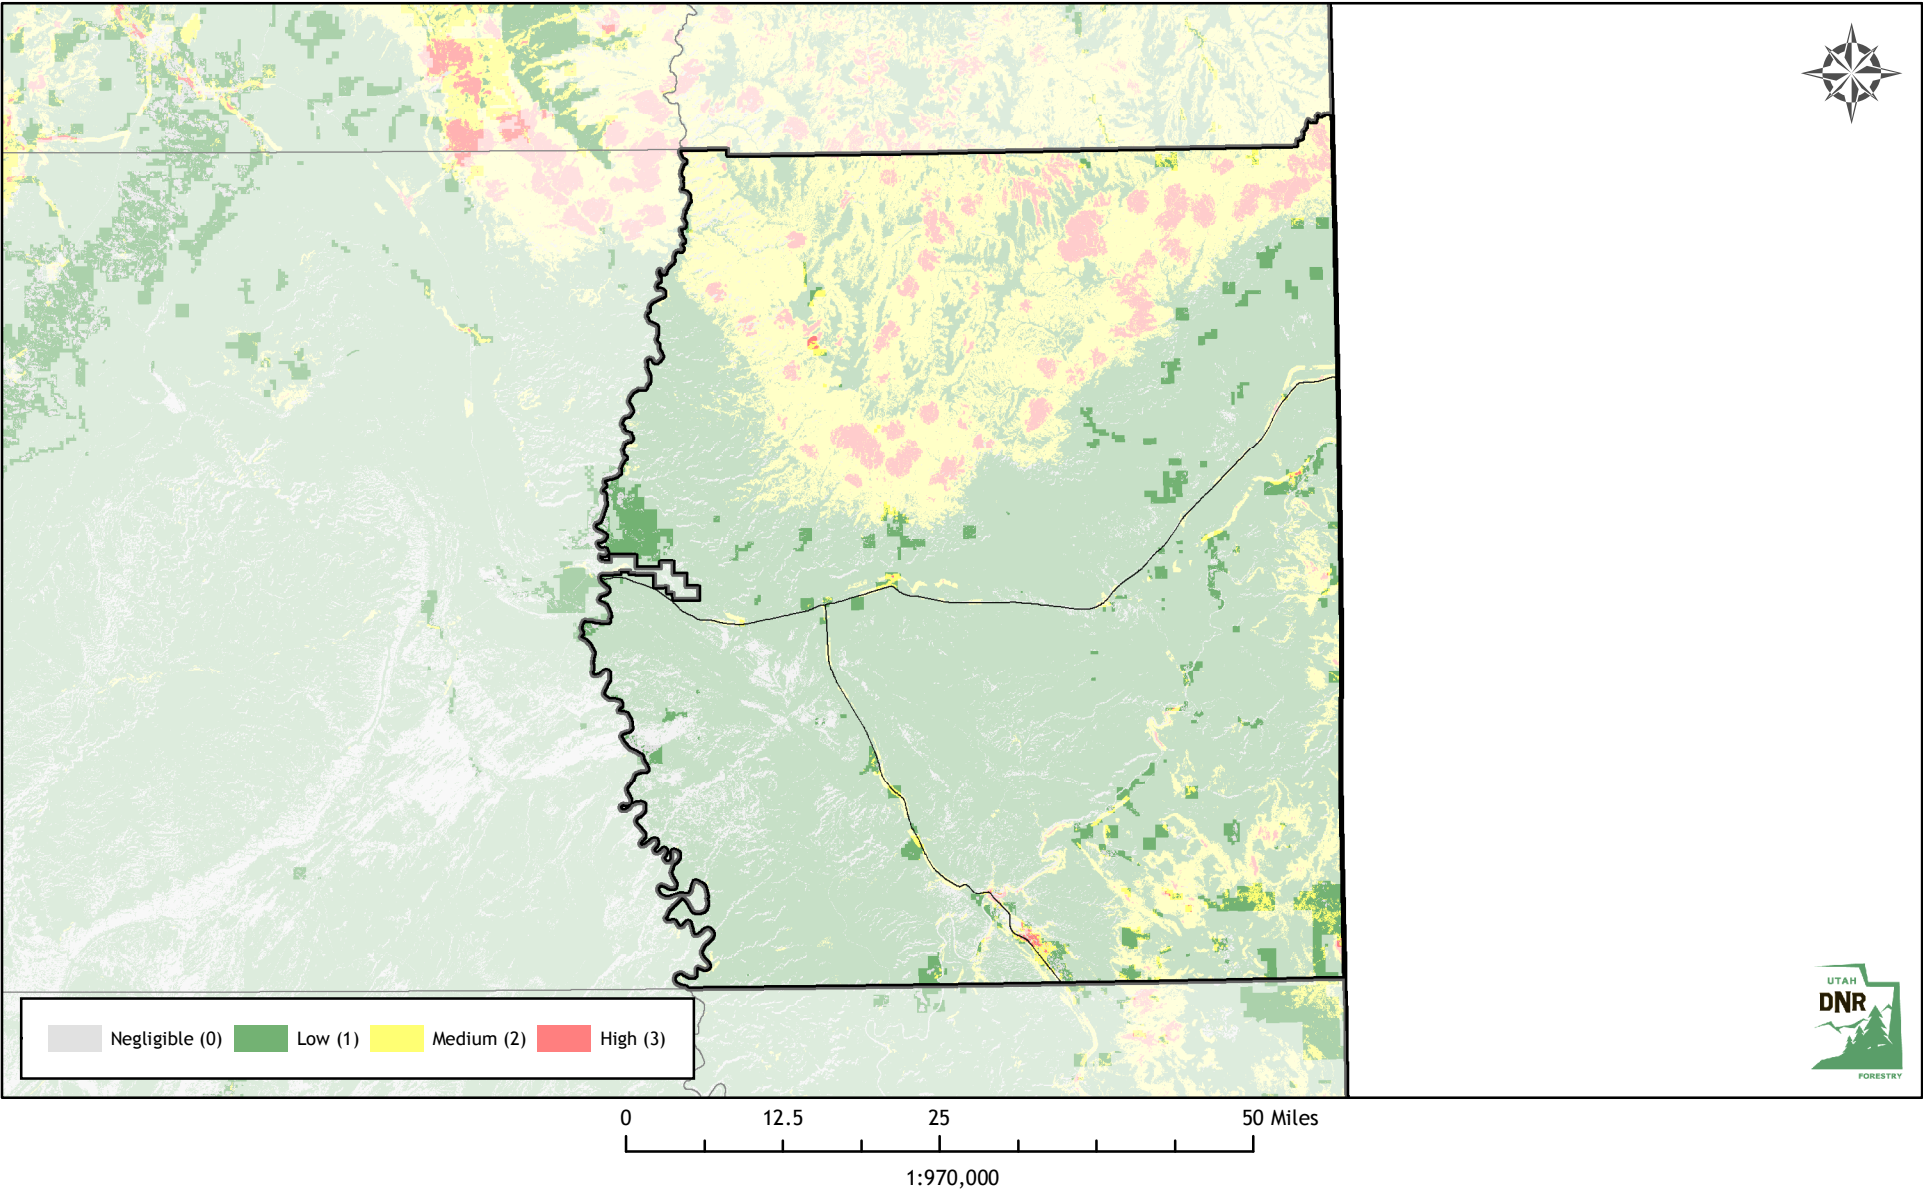 UTAH
DNR
FORESTRY
Negligible (0) Low (1) Medium (2) High (3)
0 12.5 25 50 Miles
1:970,000